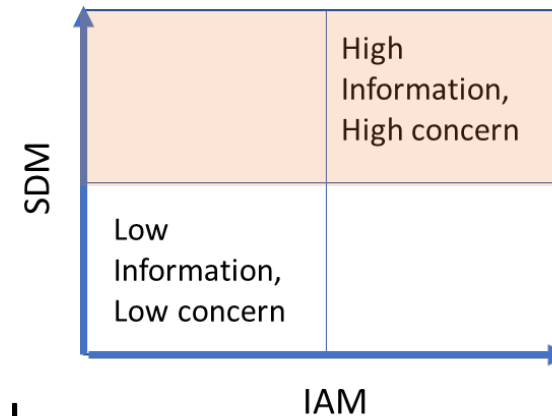 High
Information,
High concern
SDM
Low
Information,
Low concern
IAM